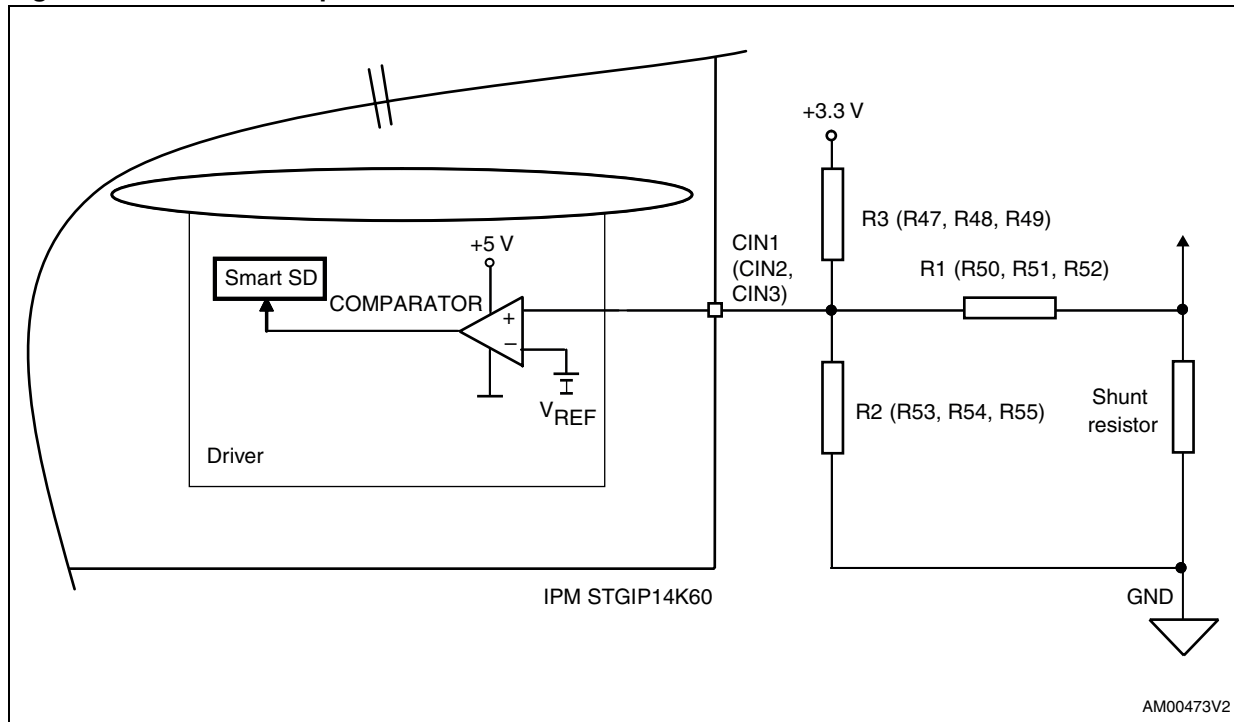 +3.3 V
R3 (R47, R48, R49)
CIN1
(CIN2,
CIN3)
R1 (R50, R51, R52)
+5 V
Smart SD
COMPARATOR
+
−
VREF
Driver
R2 (R53, R54, R55)
Shunt
resistor
IPM STGIP14K60
GND
AM00473V2